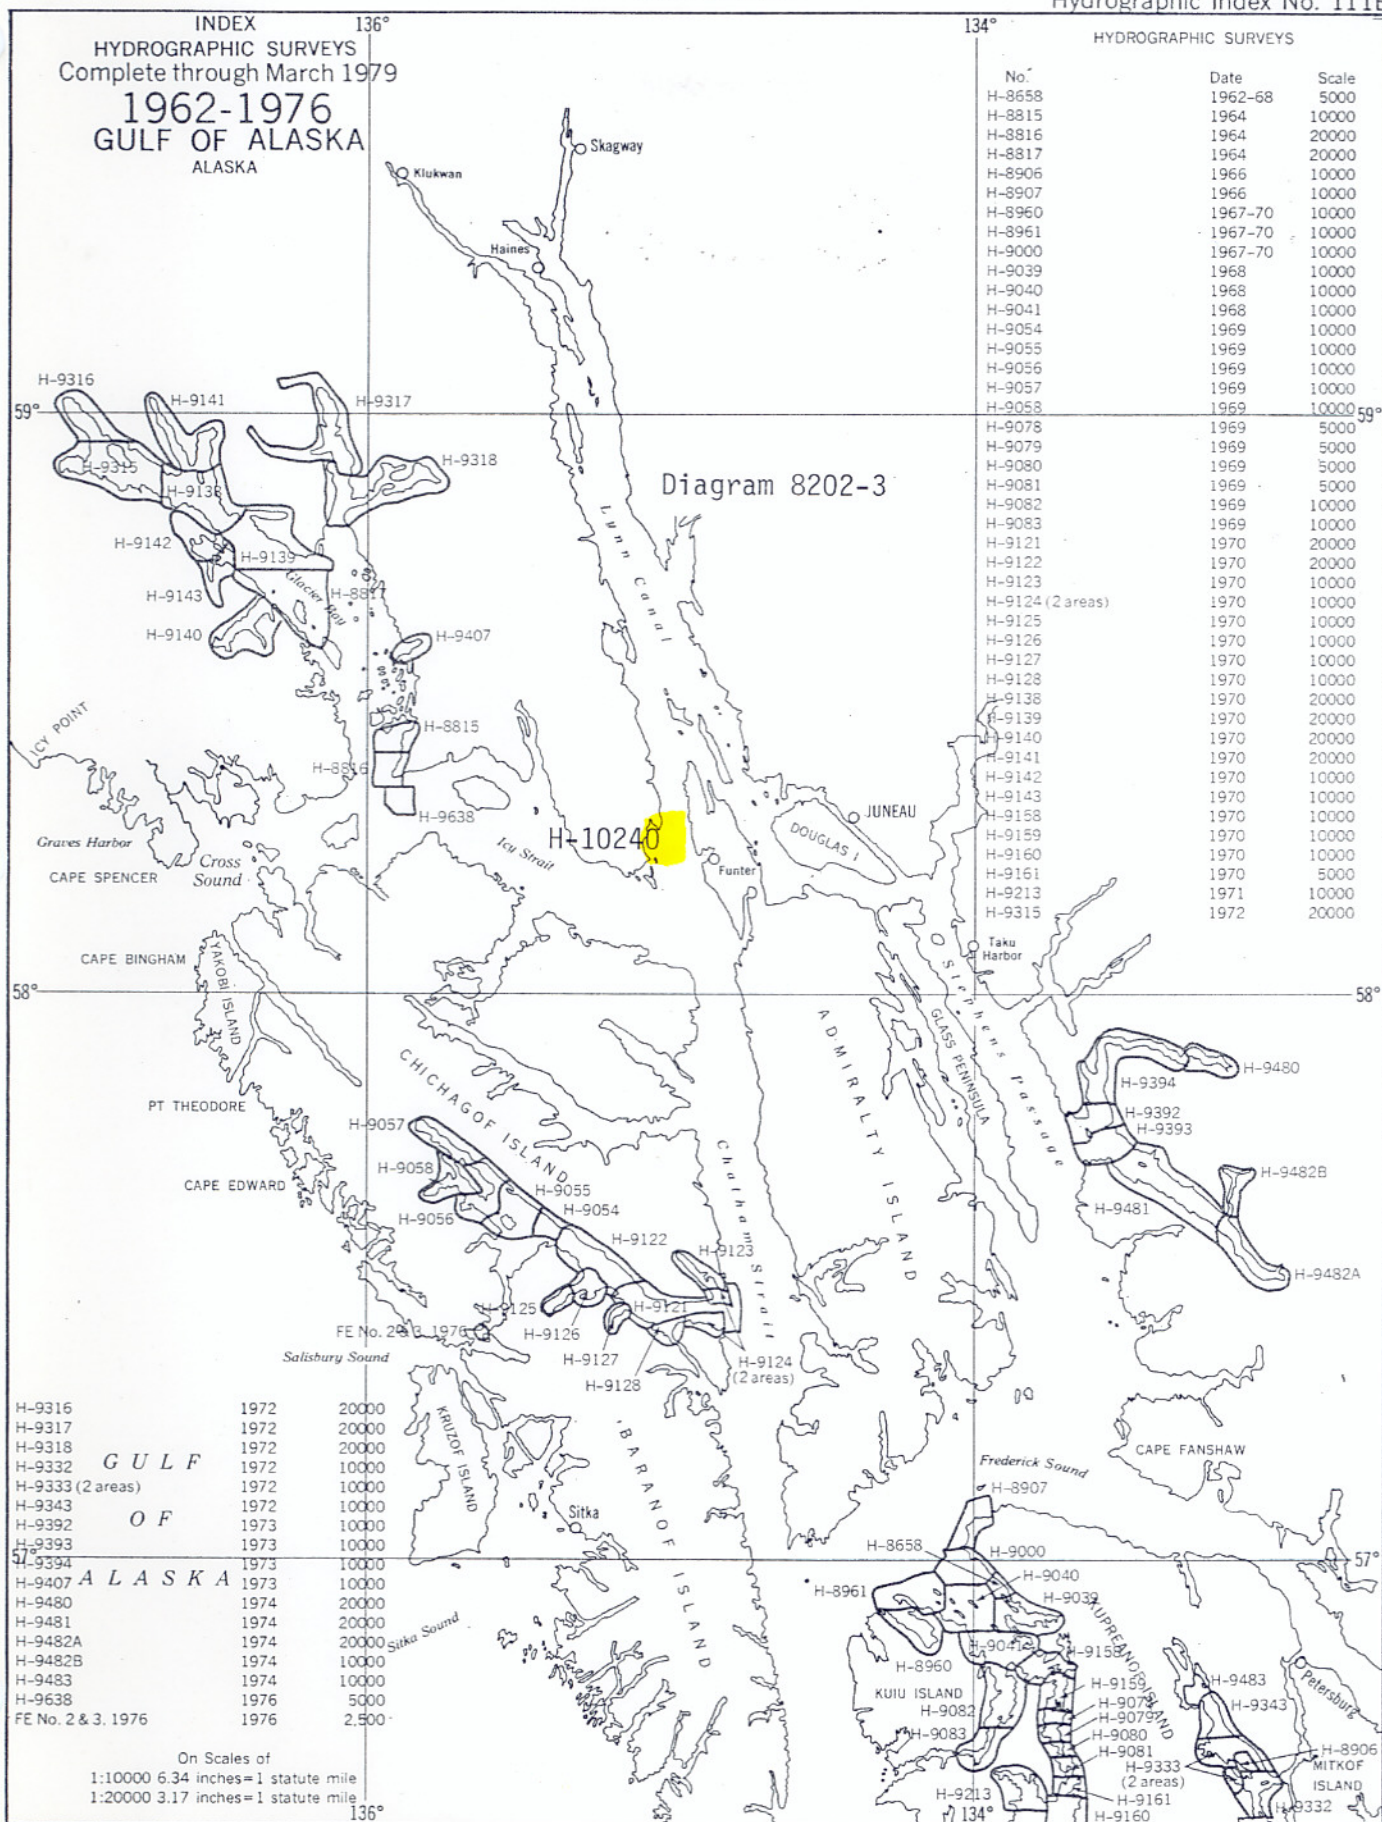 Hydrographic Index No. 111
INDEX
HYDROGRAPHIC SURVEYS
Complete through March 1979
1962-1976
GULF OF ALASKA
ALASKA
136°
134°
HYDROGRAPHIC SURVEYS
No. Date Scale
H-8658 1962-68 5000
H-8815 1964 10000
H-8816 1964 20000
H-8817 1964 20000
H-8906 1966 10000
H-8907 1966 10000
H-8960 1967-70 10000
H-8961 1967-70 10000
H-9000 1967-70 10000
H-9039 1968 10000
H-9040 1968 10000
H-9041 1968 10000
H-9054 1969 10000
H-9055 1969 10000
H-9056 1969 10000
H-9057 1969 10000
H-9058 1969 10000
H-9078 1969 5000
H-9079 1969 5000
H-9080 1969 5000
H-9081 1969 5000
H-9082 1969 10000
H-9083 1969 10000
H-9121 1970 20000
H-9122 1970 20000
H-9123 1970 10000
H-9124 (2 areas) 1970 10000
H-9125 1970 10000
H-9126 1970 10000
H-9127 1970 10000
H-9128 1970 10000
H-9138 1970 20000
H-9139 1970 20000
H-9140 1970 20000
H-9141 1970 20000
H-9142 1970 10000
H-9143 1970 10000
H-9158 1970 10000
H-9159 1970 10000
H-9160 1970 10000
H-9161 1970 5000
H-9213 1971 10000
H-9315 1972 20000
Skagway
Klukwan
Haines
H-9316
H-9141
H-9317
59°
59°
H-9315
H-9318
H-9138
Diagram 8202-3
H-9142
H-9139
Lynn Canal
Glacier Bay
H-8817
H-9143
H-9140
H-9407
ICY POINT
H-8815
H-8816
H-9638
JUNEAU
DOUGLAS I
H-10240
Graves Harbor
Cross
Sound
Icy Strait
Funter
CAPE SPENCER
Taku
Harbor
CAPE BINGHAM
YAKOBI ISLAND
58°
58°
Stephens Passage
GLASS PENINSULA
ADMIRALTY ISLAND
CHICHAGOF ISLAND
H-9480
H-9394
PT THEODORE
H-9392
H-9393
H-9057
Chatham Strait
H-9058
H-9482B
CAPE EDWARD
H-9055
H-9054
H-9481
H-9056
H-9122
H-9123
H-9482A
H-9125
H-9121
FE No. 2&3, 1976
H-9126
Salisbury Sound
H-9127
H-9124
(2 areas)
H-9128
H-9316 1972 20000
H-9317 1972 20000
H-9318 1972 20000
H-9332 1972 10000
H-9333 (2 areas) 1972 10000
H-9343 1972 10000
H-9392 1973 10000
H-9393 1973 10000
H-9394 1973 10000
H-9407 1973 10000
H-9480 1974 20000
H-9481 1974 20000
H-9482A 1974 20000
H-9482B 1974 10000
H-9483 1974 10000
H-9638 1976 5000
FE No. 2 & 3, 1976 1976 2,500
GULF
OF
ALASKA
On Scales of
1:10000 6.34 inches=1 statute mile
1:20000 3.17 inches=1 statute mile
KRUZOF ISLAND
BARANOF ISLAND
CAPE FANSHAW
Frederick Sound
Sitka
H-8907
57°
57°
H-8658
H-9000
H-9040
H-8961
H-9039
Sitka Sound
KUPREANOF ISLAND
H-9041
H-9158
H-8960
H-9483
Petersburg
KUIU ISLAND
H-9159
H-9343
H-9082
H-9078
H-9079
H-9083
H-9080
H-9081
H-8906
H-9333
(2 areas)
MITKOF
ISLAND
H-9213
H-9161
H-9332
136°
134°
H-9160